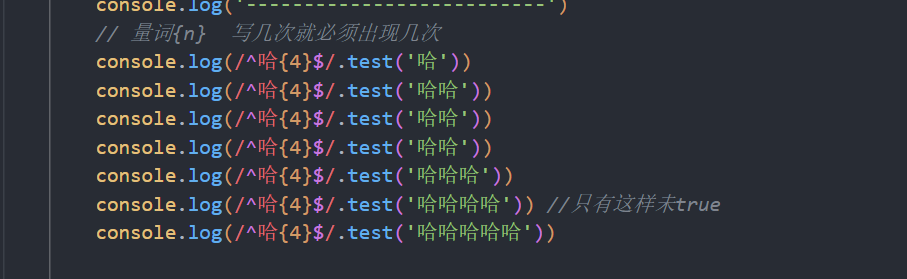 console.log('--------------------------')
// 量词{n}  写几次就必须出现几次
console.log(/^哈{4}$/.test('哈'))
console.log(/^哈{4}$/.test('哈哈'))
console.log(/^哈{4}$/.test('哈哈'))
console.log(/^哈{4}$/.test('哈哈'))
console.log(/^哈{4}$/.test('哈哈哈'))
console.log(/^哈{4}$/.test('哈哈哈哈')) //只有这样未true
console.log(/^哈{4}$/.test('哈哈哈哈哈'))